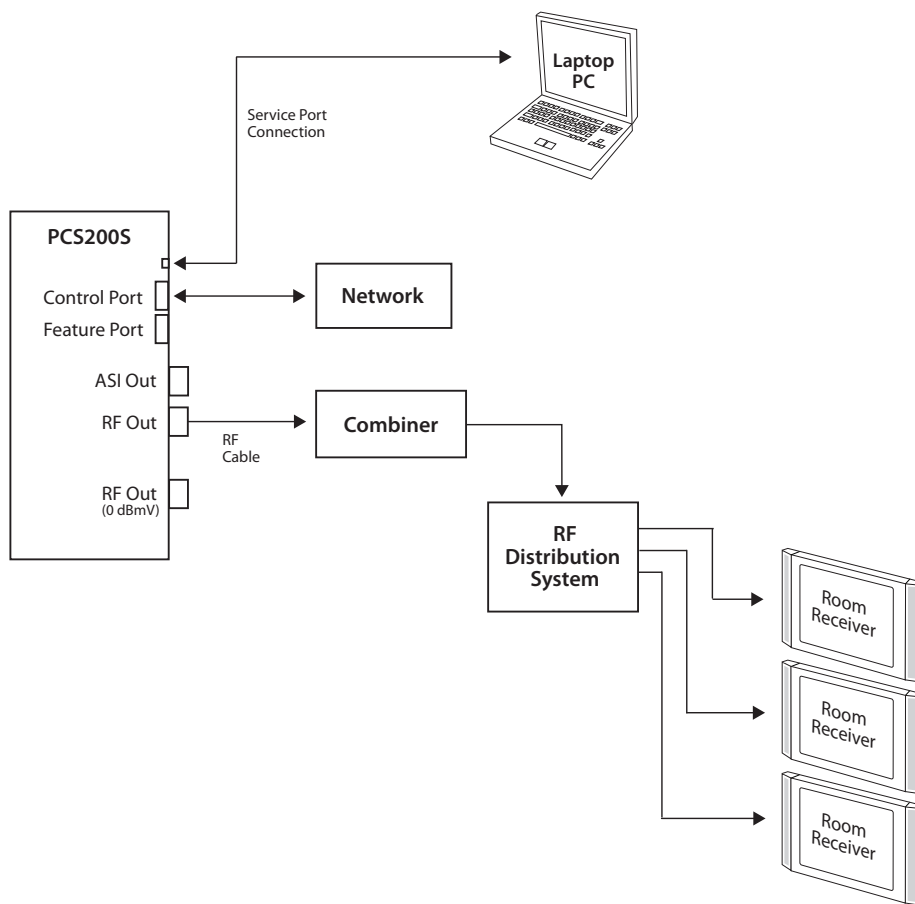 Laptop
PC
Service Port
Connection
PCS200S
Control Port
Network
Feature Port
ASI Out
RF Out
RF
Cable
Combiner
RF Out
(0 dBmV)
RF
Distribution
System
Room
Receiver
Room
Receiver
Room
Receiver